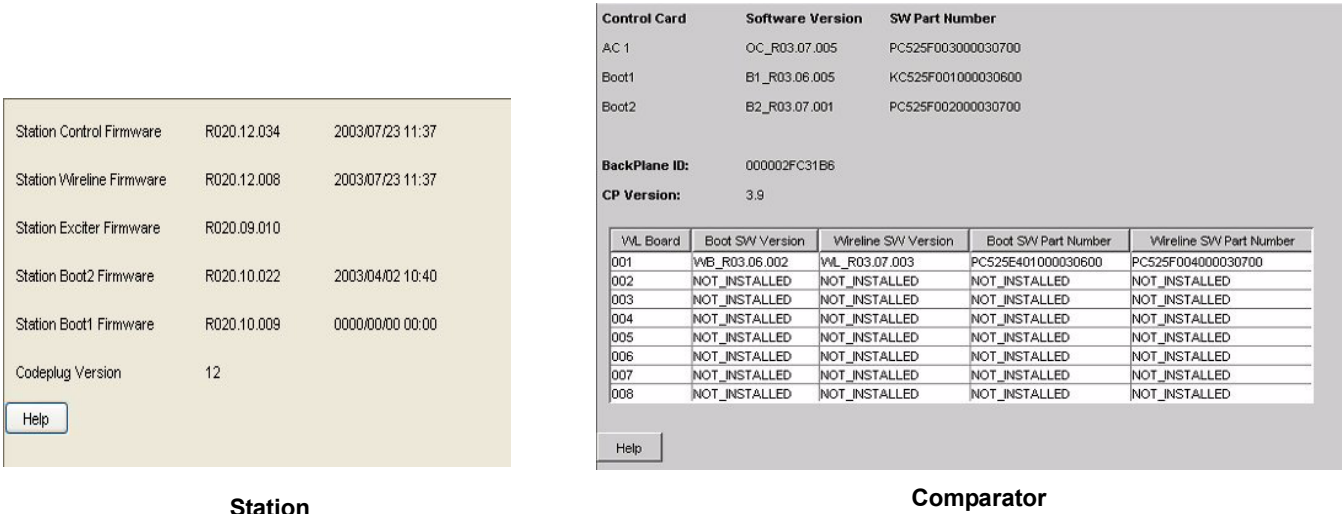 Station Control Firmware R020.12.034 2003/07/23 11:37
Station Wireline Firmware R020.12.008 2003/07/23 11:37
Station Exciter Firmware R020.09.010
Station Boot2 Firmware R020.10.022 2003/04/02 10:40
Station Boot1 Firmware R020.10.009 0000/00/00 00:00
Codeplug Version 12
Help
Station
Control Card Software Version SW Part Number
AC 1 OC_R03.07.005 PC525F003000030700
Boot1 B1_R03.06.005 KC525F001000030600
Boot2 B2_R03.07.001 PC525F002000030700
BackPlane ID: 000002FC31B6
CP Version: 3.9
WL Board Boot SW Version Wireline SW Version Boot SW Part Number Wireline SW Part Number
001 WB_R03.06.002 WL_R03.07.003 PC525E401000030600 PC525F004000030700
002 NOT_INSTALLED NOT_INSTALLED NOT_INSTALLED NOT_INSTALLED
003 NOT_INSTALLED NOT_INSTALLED NOT_INSTALLED NOT_INSTALLED
004 NOT_INSTALLED NOT_INSTALLED NOT_INSTALLED NOT_INSTALLED
005 NOT_INSTALLED NOT_INSTALLED NOT_INSTALLED NOT_INSTALLED
006 NOT_INSTALLED NOT_INSTALLED NOT_INSTALLED NOT_INSTALLED
007 NOT_INSTALLED NOT_INSTALLED NOT_INSTALLED NOT_INSTALLED
008 NOT_INSTALLED NOT_INSTALLED NOT_INSTALLED NOT_INSTALLED
Help
Comparator